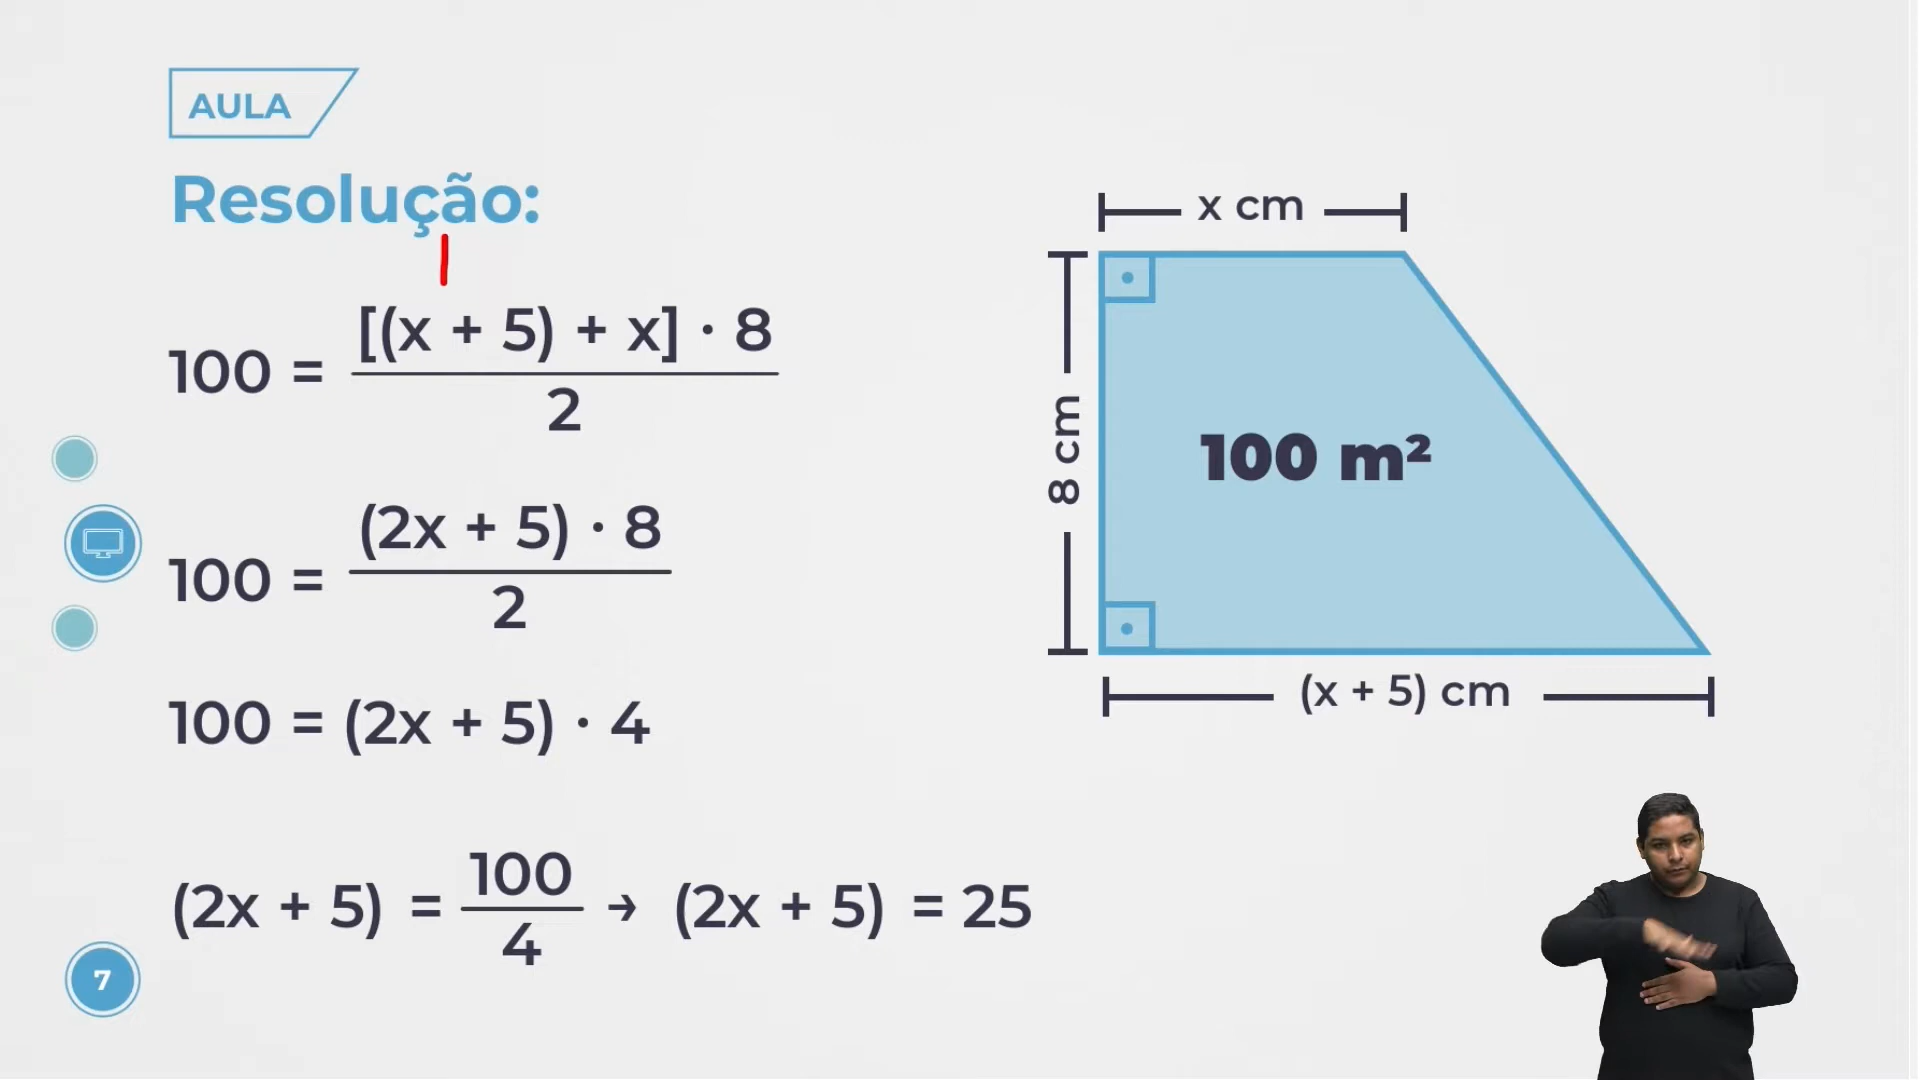 AULA
Resolução:
100 = [(x + 5) + x] · 8
2
100 = (2x + 5) · 8
2
100 = (2x + 5) · 4
(2x + 5) = 100 → (2x + 5) = 25
4
7
x cm
8 cm
100 m²
(x + 5) cm